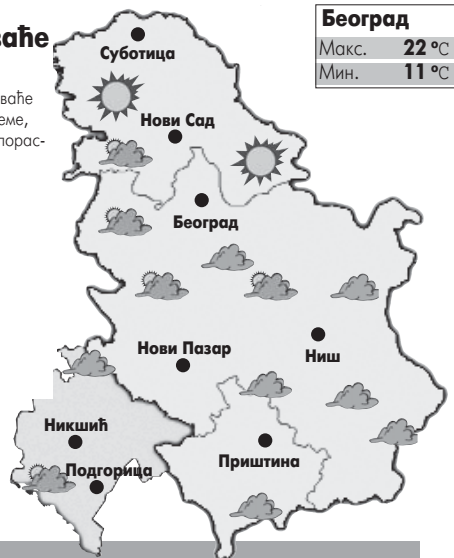 Београд
Макс. 22 °C
Мин. 11 °C
Суботица
Нови Сад
Београд
Нови Пазар
Ниш
Никшић
Подгорица
Приштина